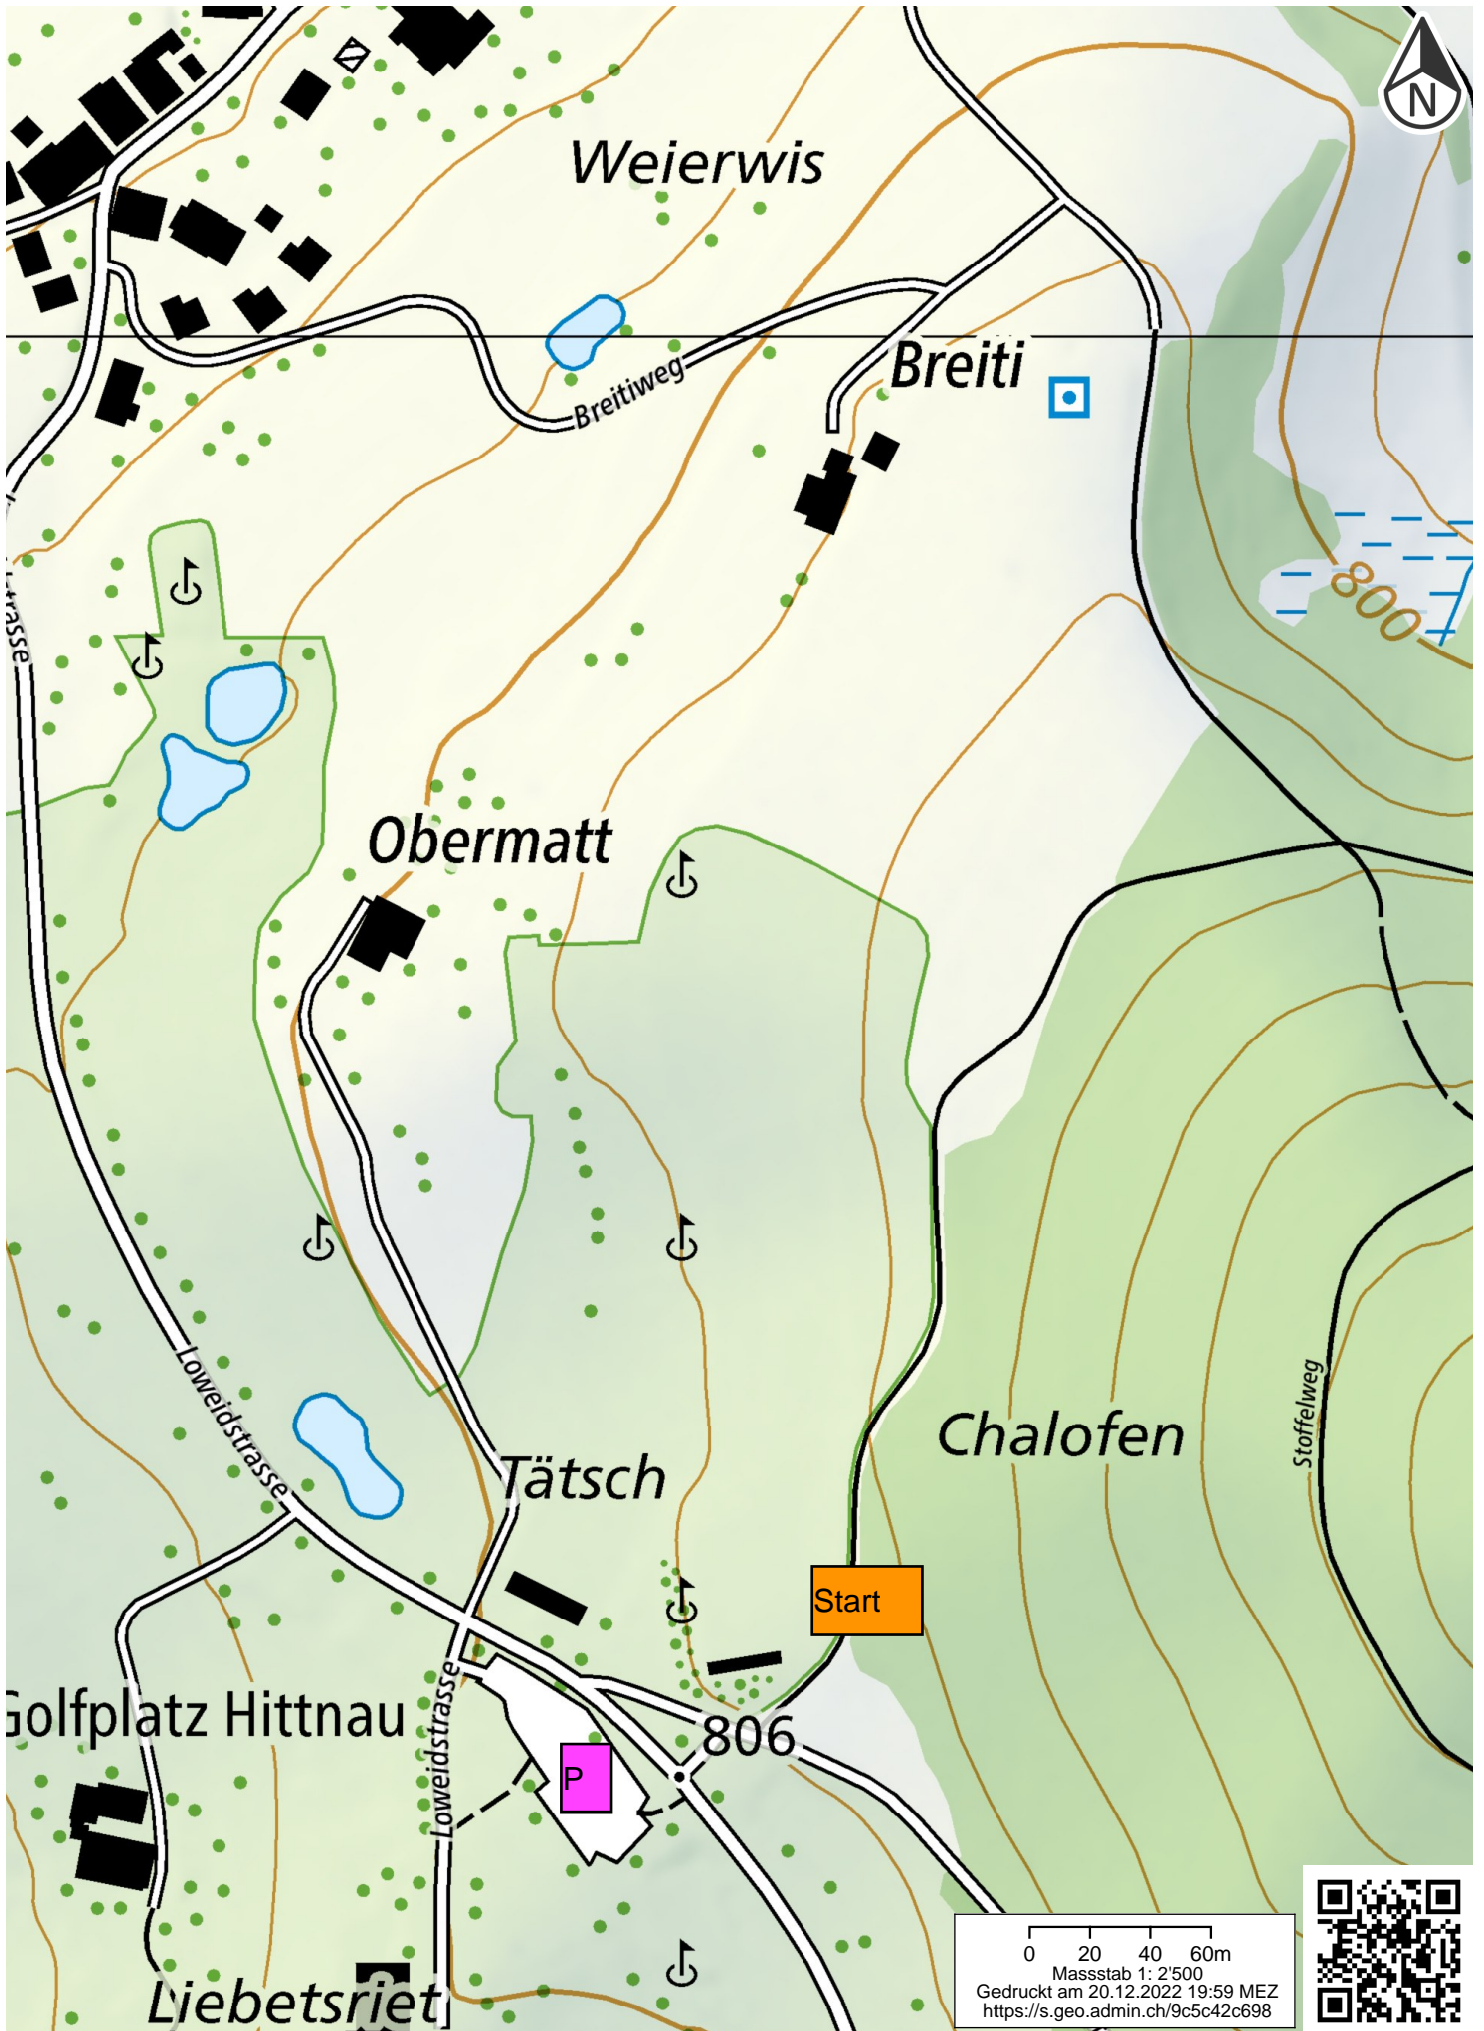 N
Weierwis
Breiti
Breitiweg
800
strasse
Obermatt
Loweidstrasse
Tätsch
Chalofen
Stoffelweg
Start
Golfplatz Hittnau
Loweidstrasse
806
P
Liebetsriet
0 20 40 60m
Massstab 1: 2'500
Gedruckt am 20.12.2022 19:59 MEZ
https://s.geo.admin.ch/9c5c42c698